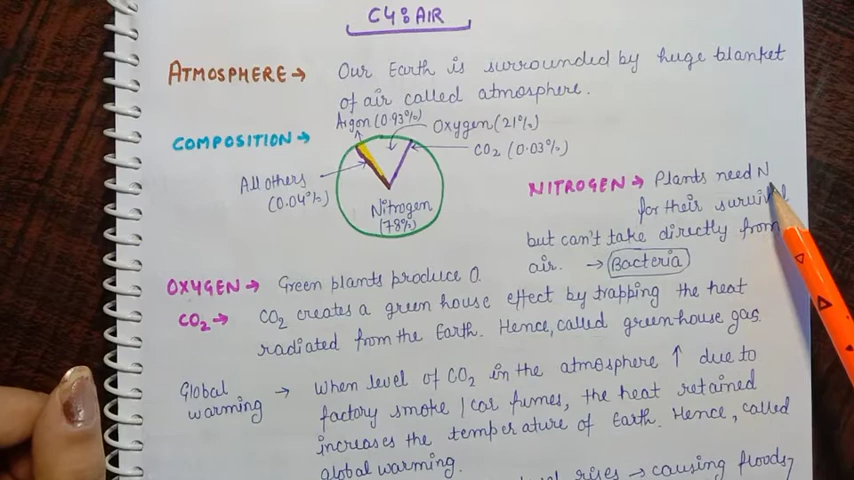 C4: AIR
ATMOSPHERE → Our Earth is surrounded by huge blanket
of air called atmosphere.
COMPOSITION →
Argon (0.93%)
Oxygen (21%)
CO₂ (0.03%)
All others
(0.04%)
Nitrogen
(78%)
NITROGEN → Plants need N
for their survival
but can't take directly from
air. → Bacteria
OXYGEN → Green plants produce O.
CO₂ → CO₂ creates a green house effect by trapping the heat
radiated from the Earth. Hence, called greenhouse gas.
Global
warming → When level of CO₂ in the atmosphere ↑ due to
factory smoke / car fumes, the heat retained
increases the temperature of Earth. Hence, called
global warming.
rises → causing floods,